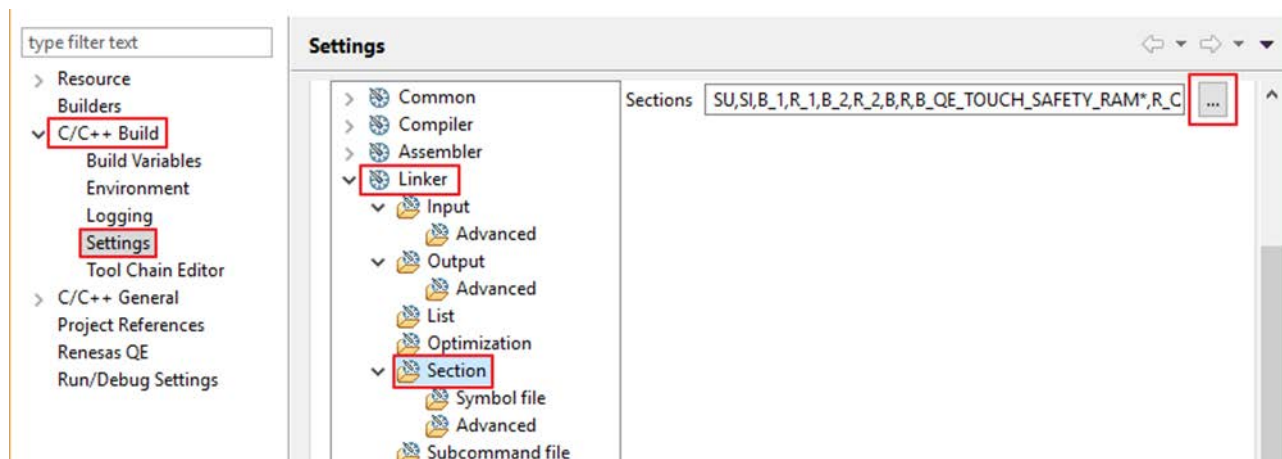 type filter text
Resource
Builders
C/C++ Build
Build Variables
Environment
Logging
Settings
Tool Chain Editor
C/C++ General
Project References
Renesas QE
Run/Debug Settings
Settings
Common
Compiler
Assembler
Linker
Input
Advanced
Output
Advanced
List
Optimization
Section
Symbol file
Advanced
Subcommand file
Sections SU,SI,B_1,R_1,B_2,R_2,B,R,B_QE_TOUCH_SAFETY_RAM*,R_C ...